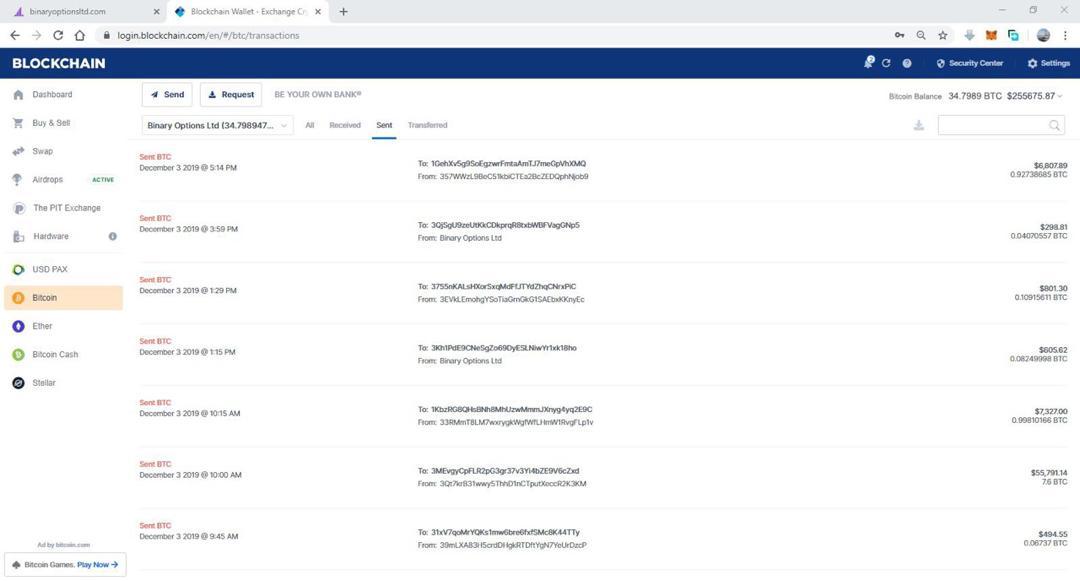 binaryoptionsltd.com
Blockchain Wallet - Exchange Cr
login.blockchain.com/en/#/btc/transactions
BLOCKCHAIN
2
Security Center
Settings
Dashboard
Send
Request
BE YOUR OWN BANK®
Bitcoin Balance 34.7989 BTC $255675.87
Buy & Sell
Binary Options Ltd (34.798947...
All
Received
Sent
Transferred
Swap
Airdrops
ACTIVE
The PIT Exchange
Hardware
USD PAX
Bitcoin
Ether
Bitcoin Cash
Stellar
Sent BTC
December 3 2019 @ 5:14 PM
To: 1GehXv5g9SoEgzwrFmtaAmTJ7meGpVhXMQ
From: 357WWzL9BeC51kbiCTEa2BcZEDQphNjob9
$6,807.89
0.92738685 BTC
Sent BTC
December 3 2019 @ 3:59 PM
To: 3QjSgU9zeUtKkCDkprqR8txbWBFVagGNp5
From: Binary Options Ltd
$298.81
0.04070557 BTC
Sent BTC
December 3 2019 @ 1:29 PM
To: 3755nKALsHXorSxqMdFfJTYdZhqCNrxPiC
From: 3EVkLEmohgYSoTiaGrnGkG1SAEbxKKnyEc
$801.30
0.10915611 BTC
Sent BTC
December 3 2019 @ 1:15 PM
To: 3Kh1PdE9CNeSgZo69DyESLNiwYr1xk18ho
From: Binary Options Ltd
$605.62
0.08249998 BTC
Sent BTC
December 3 2019 @ 10:15 AM
To: 1KbzRG8QHsBNh8MhUzwMmmJXnyg4yq2E9C
From: 33RMmT8LM7wxrygkWgfWfLHmW1RvgFLp1v
$7,327.00
0.99810166 BTC
Sent BTC
December 3 2019 @ 10:00 AM
To: 3MEvgyCpFLR2pG3gr37v3Yi4bZE9V6cZxd
From: 3Qt7krB31wwy5ThhD1nCTputXeccR2K3KM
$55,791.14
7.6 BTC
Sent BTC
December 3 2019 @ 9:45 AM
To: 31xV7qoMrYQKs1mw6bre6fxfSMc8K44TTy
From: 39mLXA83H5crdDHgkRTDftYgN7YeUrDzcP
$494.55
0.06737 BTC
Ad by bitcoin.com
Bitcoin Games. Play Now →